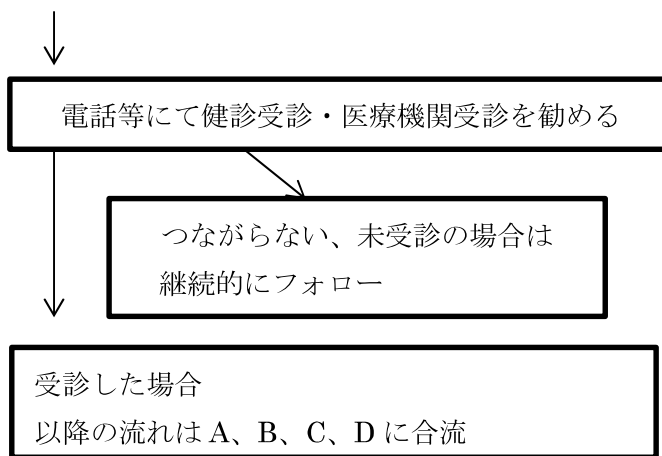 電話等にて健診受診・医療機関受診を勧める
つながらない、未受診の場合は
継続的にフォロー
受診した場合
以降の流れは A、B、C、D に合流